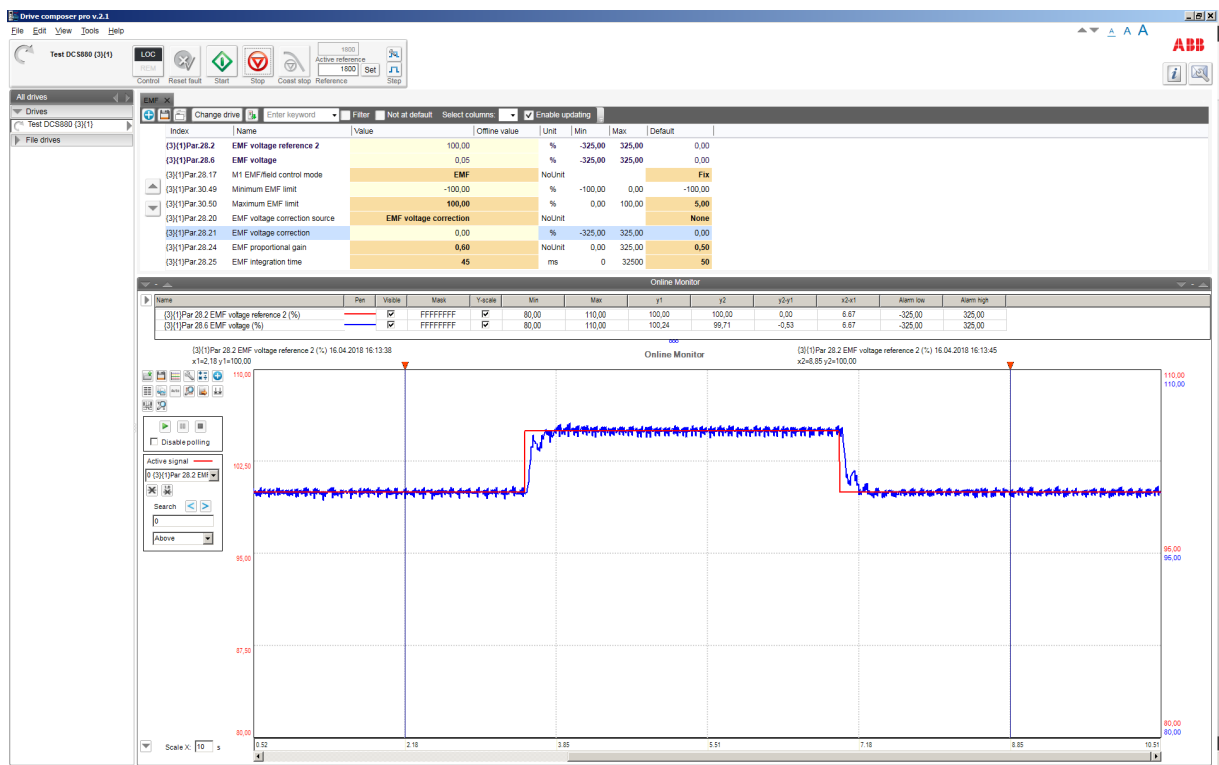 Drive composer pro v.2.1
File Edit View Tools Help
Test DCS880 {3}{1}
LOC
REM
Control
Reset fault
Start
Stop
Coast stop
1800
Active reference
1800 Set
Reference
Step
A A A
ABB
All drives
Drives
Test DCS880 {3}{1}
File drives
EMF X
Change drive Enter keyword Filter Not at default Select columns: Enable updating
Index Name Value Offline value Unit Min Max Default
{3}{1}Par.28.2 EMF voltage reference 2 100,00 % -325,00 325,00 0,00
{3}{1}Par.28.6 EMF voltage 0,05 % -325,00 325,00 0,00
{3}{1}Par.28.17 M1 EMF/field control mode EMF NoUnit Fix
{3}{1}Par.30.49 Minimum EMF limit -100,00 % -100,00 0,00 -100,00
{3}{1}Par.30.50 Maximum EMF limit 100,00 % 0,00 100,00 5,00
{3}{1}Par.28.20 EMF voltage correction source EMF voltage correction NoUnit None
{3}{1}Par.28.21 EMF voltage correction 0,00 % -325,00 325,00 0,00
{3}{1}Par.28.24 EMF proportional gain 0,60 NoUnit 0,00 325,00 0,50
{3}{1}Par.28.25 EMF integration time 45 ms 0 32500 50
Online Monitor
Name Pen Visible Mask Y-scale Min Max y1 y2 y2-y1 x2-x1 Alarm low Alarm high
{3}{1}Par 28.2 EMF voltage reference 2 (%) FFFFFFFF 80,00 110,00 100,00 100,00 0,00 6.67 -325,00 325,00
{3}{1}Par 28.6 EMF voltage (%) FFFFFFFF 80,00 110,00 100,24 99,71 -0,53 6.67 -325,00 325,00
{3}{1}Par 28.2 EMF voltage reference 2 (%) 16.04.2018 16:13:38
x1=2,18 y1=100,00
Online Monitor
{3}{1}Par 28.2 EMF voltage reference 2 (%) 16.04.2018 16:13:45
x2=8,85 y2=100,00
110,00
110,00
110,00
Disable polling
Active signal
0 {3}{1}Par 28.2 EMF
Search < >
0
Above
102,50
95,00
95,00
95,00
87,50
80,00
80,00
80,00
Scale X: 10 s
0.52 2.18 3.85 5.51 7.18 8.85 10.51